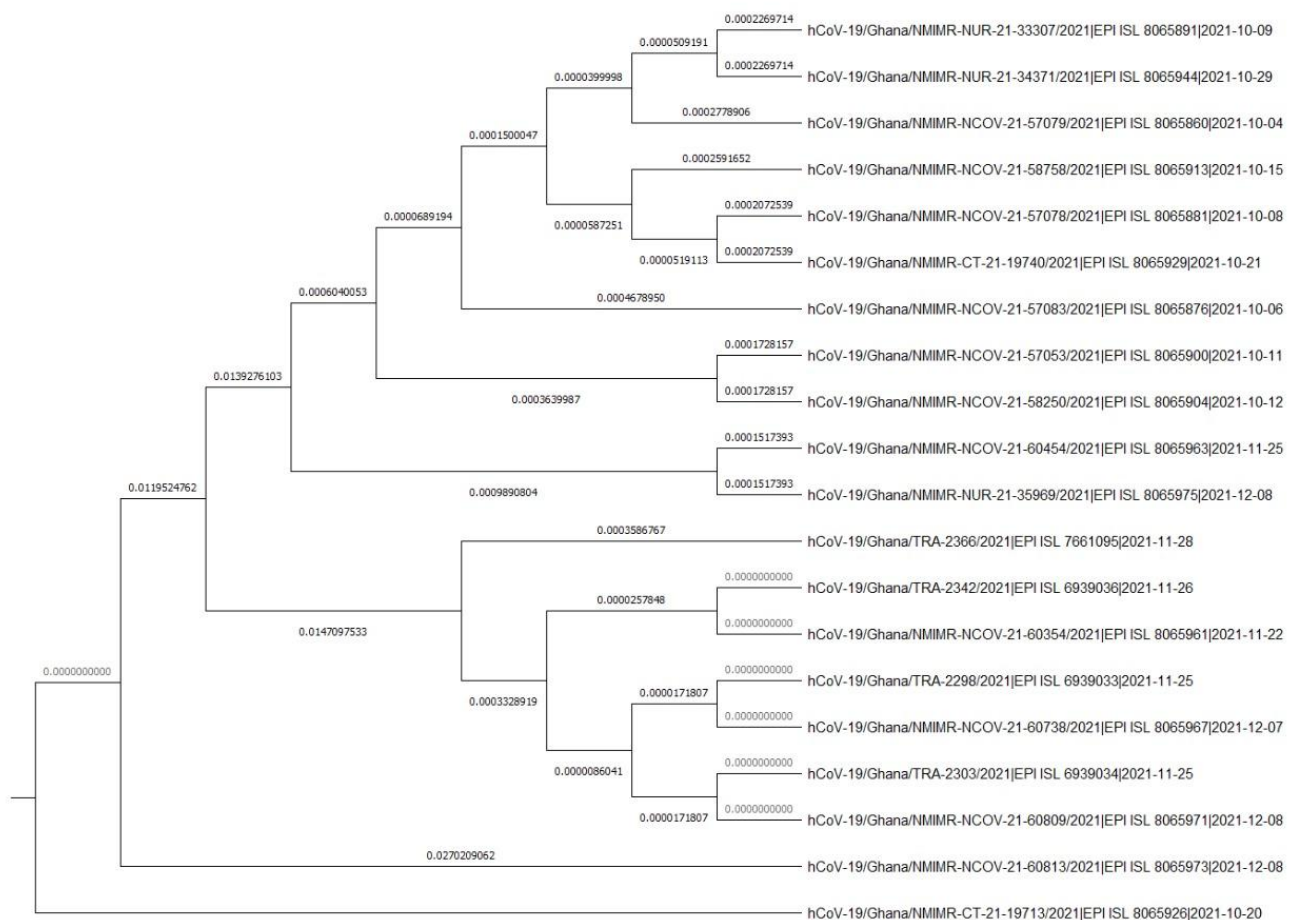 0.0002269714
hCoV-19/Ghana/NMIMR-NUR-21-33307/2021|EPI ISL 8065891|2021-10-09
0.0000509191
0.0002269714
hCoV-19/Ghana/NMIMR-NUR-21-34371/2021|EPI ISL 8065944|2021-10-29
0.0000399998
0.0002778906
hCoV-19/Ghana/NMIMR-NCOV-21-57079/2021|EPI ISL 8065860|2021-10-04
0.0001500047
0.0002591652
hCoV-19/Ghana/NMIMR-NCOV-21-58758/2021|EPI ISL 8065913|2021-10-15
0.0000587251
0.0002072539
hCoV-19/Ghana/NMIMR-NCOV-21-57078/2021|EPI ISL 8065881|2021-10-08
0.0000689194
0.0000519113
0.0002072539
hCoV-19/Ghana/NMIMR-CT-21-19740/2021|EPI ISL 8065929|2021-10-21
0.0006040053
0.0004678950
hCoV-19/Ghana/NMIMR-NCOV-21-57083/2021|EPI ISL 8065876|2021-10-06
0.0001728157
hCoV-19/Ghana/NMIMR-NCOV-21-57053/2021|EPI ISL 8065900|2021-10-11
0.0139276103
0.0003639987
0.0001728157
hCoV-19/Ghana/NMIMR-NCOV-21-58250/2021|EPI ISL 8065904|2021-10-12
0.0001517393
hCoV-19/Ghana/NMIMR-NCOV-21-60454/2021|EPI ISL 8065963|2021-11-25
0.0119524762
0.0009890804
0.0001517393
hCoV-19/Ghana/NMIMR-NUR-21-35969/2021|EPI ISL 8065975|2021-12-08
0.0003586767
hCoV-19/Ghana/TRA-2366/2021|EPI ISL 7661095|2021-11-28
0.0000000000
hCoV-19/Ghana/TRA-2342/2021|EPI ISL 6939036|2021-11-26
0.0000257848
0.0147097533
0.0000000000
hCoV-19/Ghana/NMIMR-NCOV-21-60354/2021|EPI ISL 8065961|2021-11-22
0.0000000000
0.0000000000
hCoV-19/Ghana/TRA-2298/2021|EPI ISL 6939033|2021-11-25
0.0003328919
0.0000171807
0.0000000000
hCoV-19/Ghana/NMIMR-NCOV-21-60738/2021|EPI ISL 8065967|2021-12-07
0.0000086041
0.0000000000
hCoV-19/Ghana/TRA-2303/2021|EPI ISL 6939034|2021-11-25
0.0000171807
0.0000000000
hCoV-19/Ghana/NMIMR-NCOV-21-60809/2021|EPI ISL 8065971|2021-12-08
0.0270209062
hCoV-19/Ghana/NMIMR-NCOV-21-60813/2021|EPI ISL 8065973|2021-12-08
hCoV-19/Ghana/NMIMR-CT-21-19713/2021|EPI ISL 8065926|2021-10-20